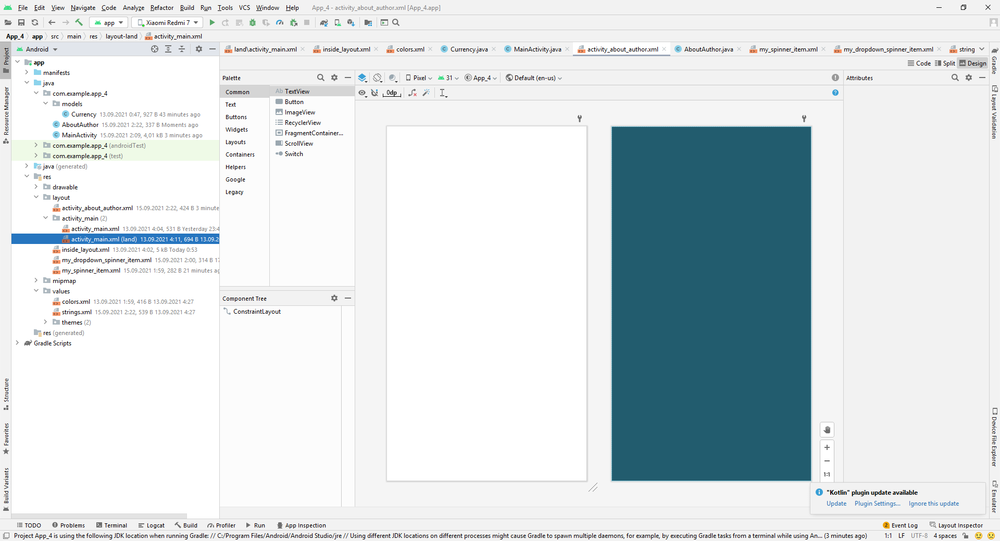 File Edit View Navigate Code Analyze Refactor Build Run Tools VCS Window Help App_4 - activity_about_author.xml [App_4.app]
app Xiaomi Redmi 7
App_4 app src main res layout-land activity_main.xml
Android
land\activity_main.xml inside_layout.xml colors.xml Currency.java MainActivity.java activity_about_author.xml AboutAuthor.java my_spinner_item.xml my_dropdown_spinner_item.xml string
Code Split Design
Project
Resource Manager
Structure
Favorites
Build Variants
app
manifests
java
com.example.app_4
models
Currency 13.09.2021 0:47, 927 B 43 minutes ago
AboutAuthor 15.09.2021 2:22, 337 B Moments ago
MainActivity 15.09.2021 2:09, 4,01 kB 3 minutes ago
com.example.app_4 (androidTest)
com.example.app_4 (test)
java (generated)
res
drawable
layout
activity_about_author.xml 15.09.2021 2:22, 424 B 3 minute
activity_main (2)
activity_main.xml 13.09.2021 4:04, 531 B Yesterday 23:4
activity_main.xml (land) 13.09.2021 4:11, 694 B 13.09.2
inside_layout.xml 13.09.2021 4:02, 5 kB Today 0:53
my_dropdown_spinner_item.xml 15.09.2021 2:00, 314 B 17
my_spinner_item.xml 15.09.2021 1:59, 282 B 21 minutes ag
mipmap
values
colors.xml 13.09.2021 1:59, 416 B 13.09.2021 4:27
strings.xml 15.09.2021 2:22, 539 B 13.09.2021 4:27
themes (2)
res (generated)
Gradle Scripts
Palette
Common
Text
Buttons
Widgets
Layouts
Containers
Helpers
Google
Legacy
Ab TextView
Button
ImageView
RecyclerView
FragmentContainer...
ScrollView
Switch
Component Tree
ConstraintLayout
Pixel 31 App_4 Default (en-us)
0dp
Attributes
1:1
Gradle
Layout Validation
Device File Explorer
Emulator
"Kotlin" plugin update available
Update Plugin Settings... Ignore this update
TODO Problems Terminal Logcat Build Profiler Run App Inspection 2 Event Log Layout Inspector
Project App_4 is using the following JDK location when running Gradle: // C:/Program Files/Android/Android Studio/jre // Using different JDK locations on different processes might cause Gradle to spawn multiple daemons, for example, by executing Gradle tasks from a terminal while using An... (3 minutes ago) 1:1 LF UTF-8 4 spaces